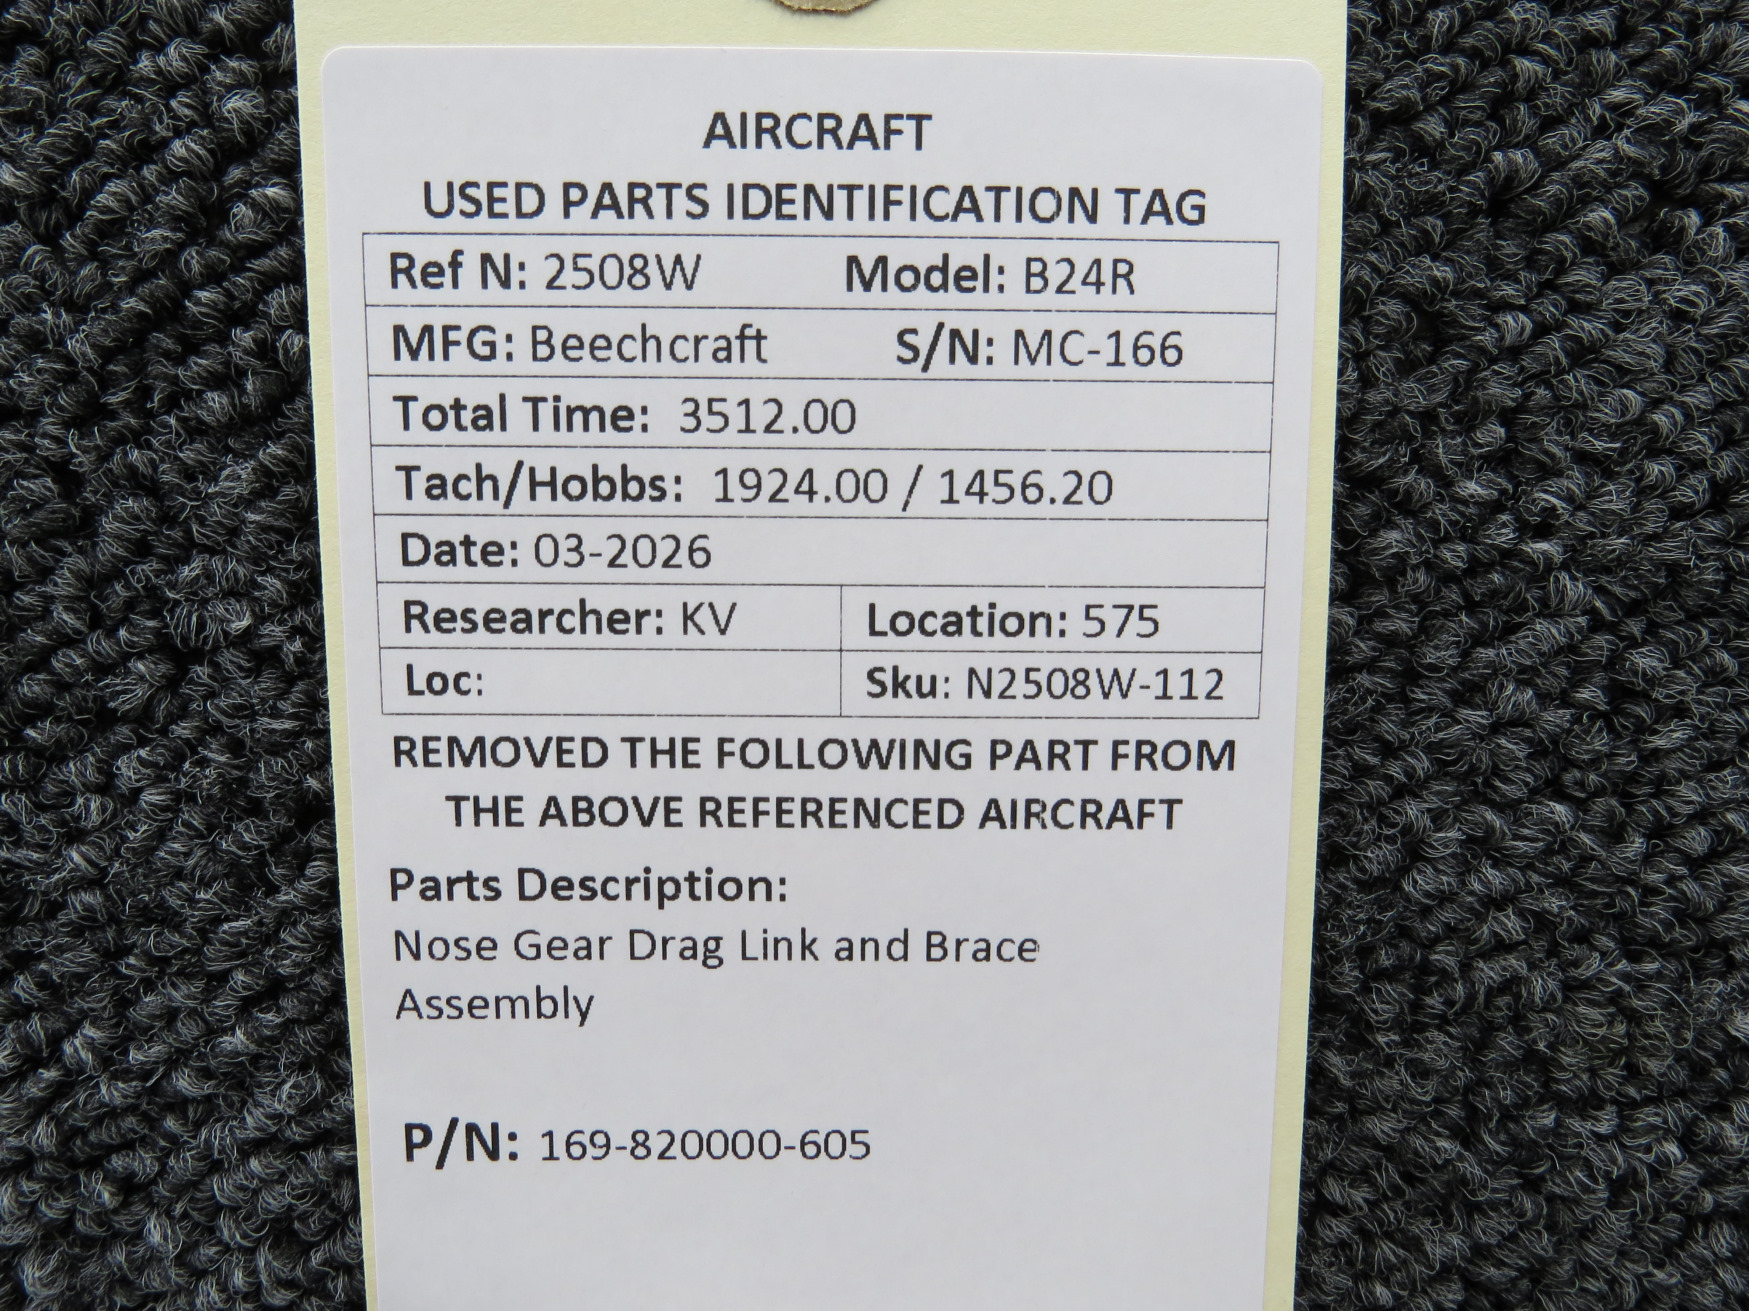 AIRCRAFT
USED PARTS IDENTIFICATION TAG
Ref N: 2508W Model: B24R
MFG: Beechcraft S/N: MC-166
Total Time: 3512.00
Tach/Hobbs: 1924.00 / 1456.20
Date: 03-2026
Researcher: KV Location: 575
Loc: Sku: N2508W-112
REMOVED THE FOLLOWING PART FROM
THE ABOVE REFERENCED AIRCRAFT
Parts Description:
Nose Gear Drag Link and Brace
Assembly
P/N: 169-820000-605